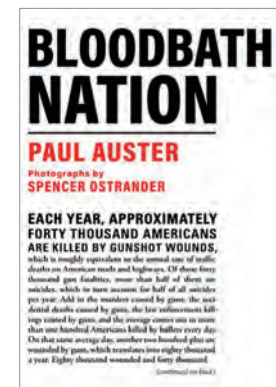 BLOODBATH
NATION
PAUL AUSTER
Photographs by
SPENCER OSTRANDER
EACH YEAR, APPROXIMATELY
FORTY THOUSAND AMERICANS
ARE KILLED BY GUNSHOT WOUNDS,
which is roughly equivalent to the annual rate of traffic
deaths on American roads and highways. Of those forty
thousand gun fatalities, more than half of them are
suicides, which in turn account for half of all suicides
per year. Add in the murders caused by guns, the acci-
dental deaths caused by guns, the law enforcement kill-
ings caused by guns, and the average comes out to more
than one hundred Americans killed by bullets every day.
On that same average day, another two hundred-plus are
wounded by guns, which translates into eighty thousand
a year. Eighty thousand wounded and forty thousand
(continued on back)